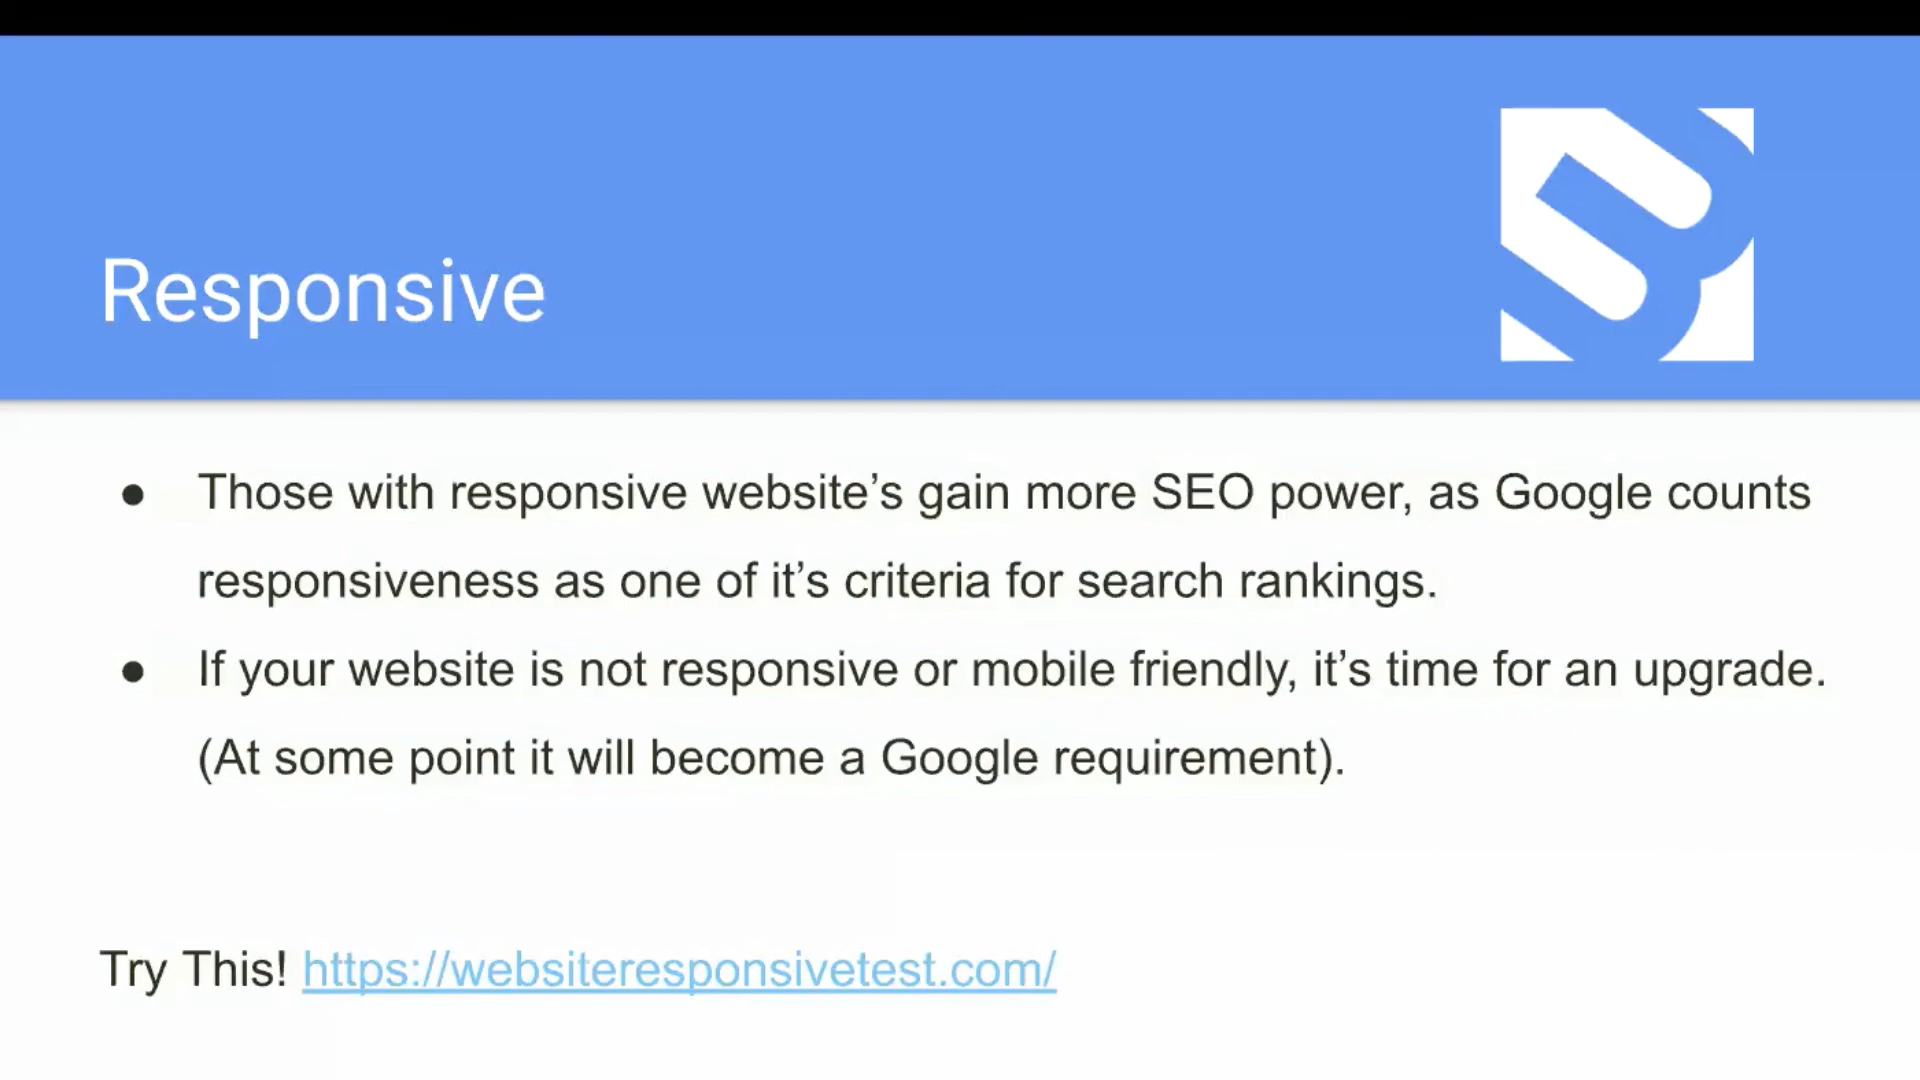 Responsive
● Those with responsive website’s gain more SEO power, as Google counts
responsiveness as one of it’s criteria for search rankings.
● If your website is not responsive or mobile friendly, it’s time for an upgrade.
(At some point it will become a Google requirement).
Try This! https://websiteresponsivetest.com/